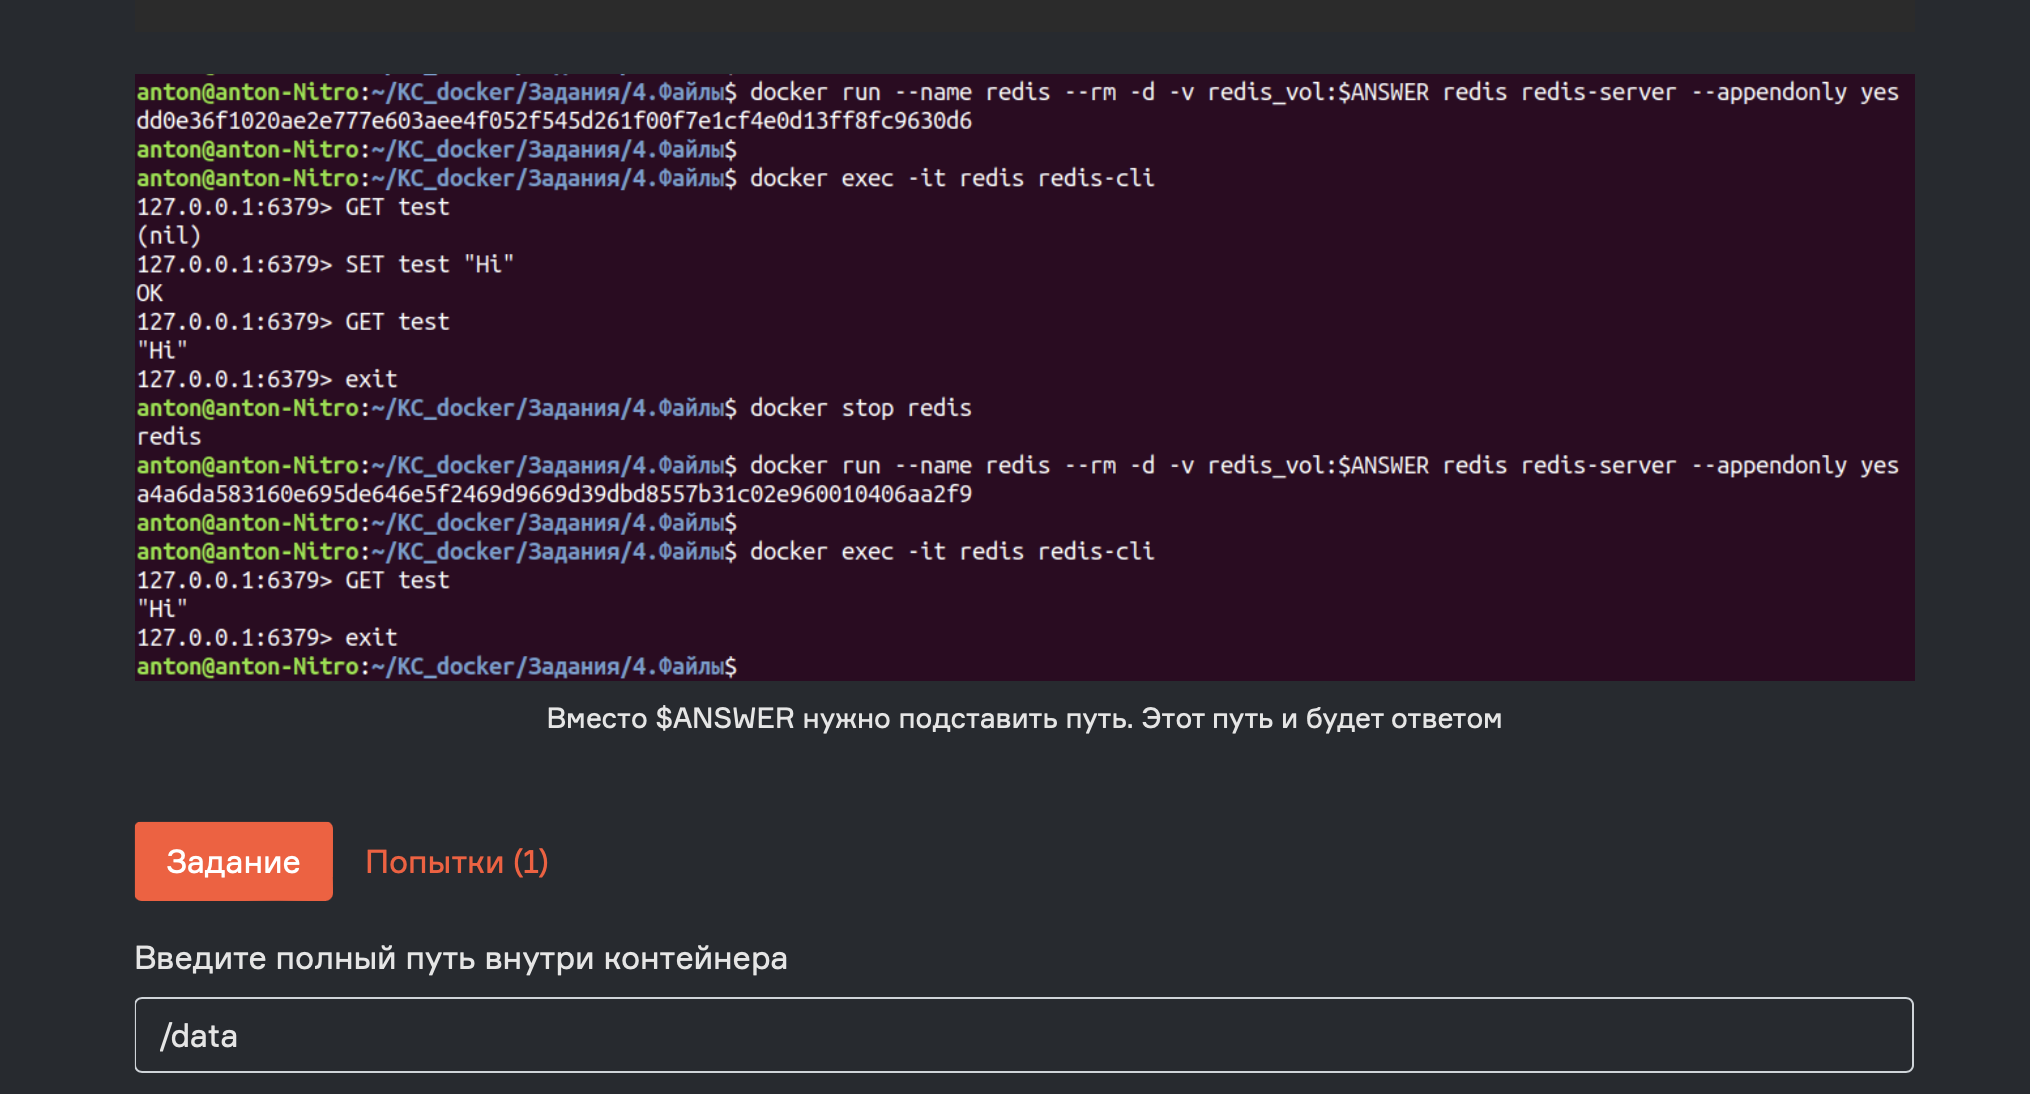 anton@anton-Nitro:~/KC_docker/Задания/4.Файлы$ docker run --name redis --rm -d -v redis_vol:$ANSWER redis redis-server --appendonly yes
dd0e36f1020ae2e777e603aee4f052f545d261f00f7e1cf4e0d13ff8fc9630d6
anton@anton-Nitro:~/KC_docker/Задания/4.Файлы$
anton@anton-Nitro:~/KC_docker/Задания/4.Файлы$ docker exec -it redis redis-cli
127.0.0.1:6379> GET test
(nil)
127.0.0.1:6379> SET test "Hi"
OK
127.0.0.1:6379> GET test
"Hi"
127.0.0.1:6379> exit
anton@anton-Nitro:~/KC_docker/Задания/4.Файлы$ docker stop redis
redis
anton@anton-Nitro:~/KC_docker/Задания/4.Файлы$ docker run --name redis --rm -d -v redis_vol:$ANSWER redis redis-server --appendonly yes
a4a6da583160e695de646e5f2469d9669d39dbd8557b31c02e960010406aa2f9
anton@anton-Nitro:~/KC_docker/Задания/4.Файлы$
anton@anton-Nitro:~/KC_docker/Задания/4.Файлы$ docker exec -it redis redis-cli
127.0.0.1:6379> GET test
"Hi"
127.0.0.1:6379> exit
anton@anton-Nitro:~/KC_docker/Задания/4.Файлы$
Вместо $ANSWER нужно подставить путь. Этот путь и будет ответом
Задание Попытки (1)
Введите полный путь внутри контейнера
/data